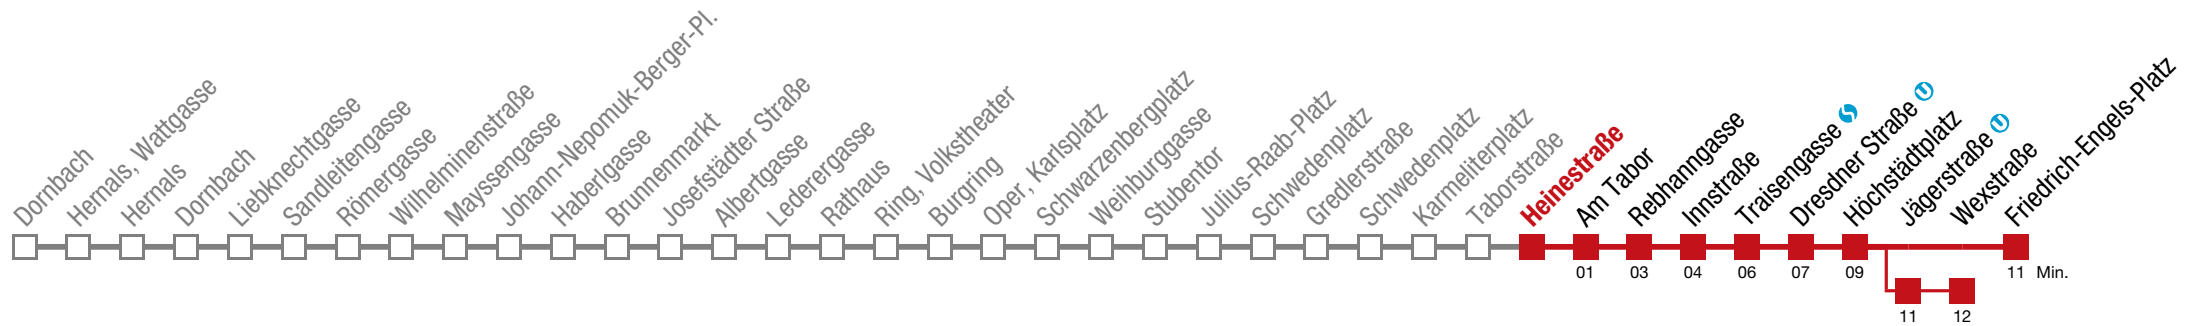 Dornbach
Hernals, Wattgasse
Hernals
Dornbach
Liebknechtgasse
Sandleitengasse
Römergasse
Wilhelminenstraße
Mayssengasse
Johann-Nepomuk-Berger-Pl.
Haberlgasse
Brunnenmarkt
Josefstädter Straße
Albertgasse
Lederergasse
Rathaus
Ring, Volkstheater
Burgring
Oper, Karlsplatz
Schwarzenbergplatz
Weihburggasse
Stubentor
Julius-Raab-Platz
Schwedenplatz
Gredlerstraße
Schwedenplatz
Karmeliterplatz
Taborstraße
Heinestraße
Am Tabor
Rebhanngasse
Innstraße
Traisengasse S
Dresdner Straße U
Höchstädtplatz
Jägerstraße U
Wexstraße
Friedrich-Engels-Platz
01 03 04 06 07 09 11 Min.
11 12